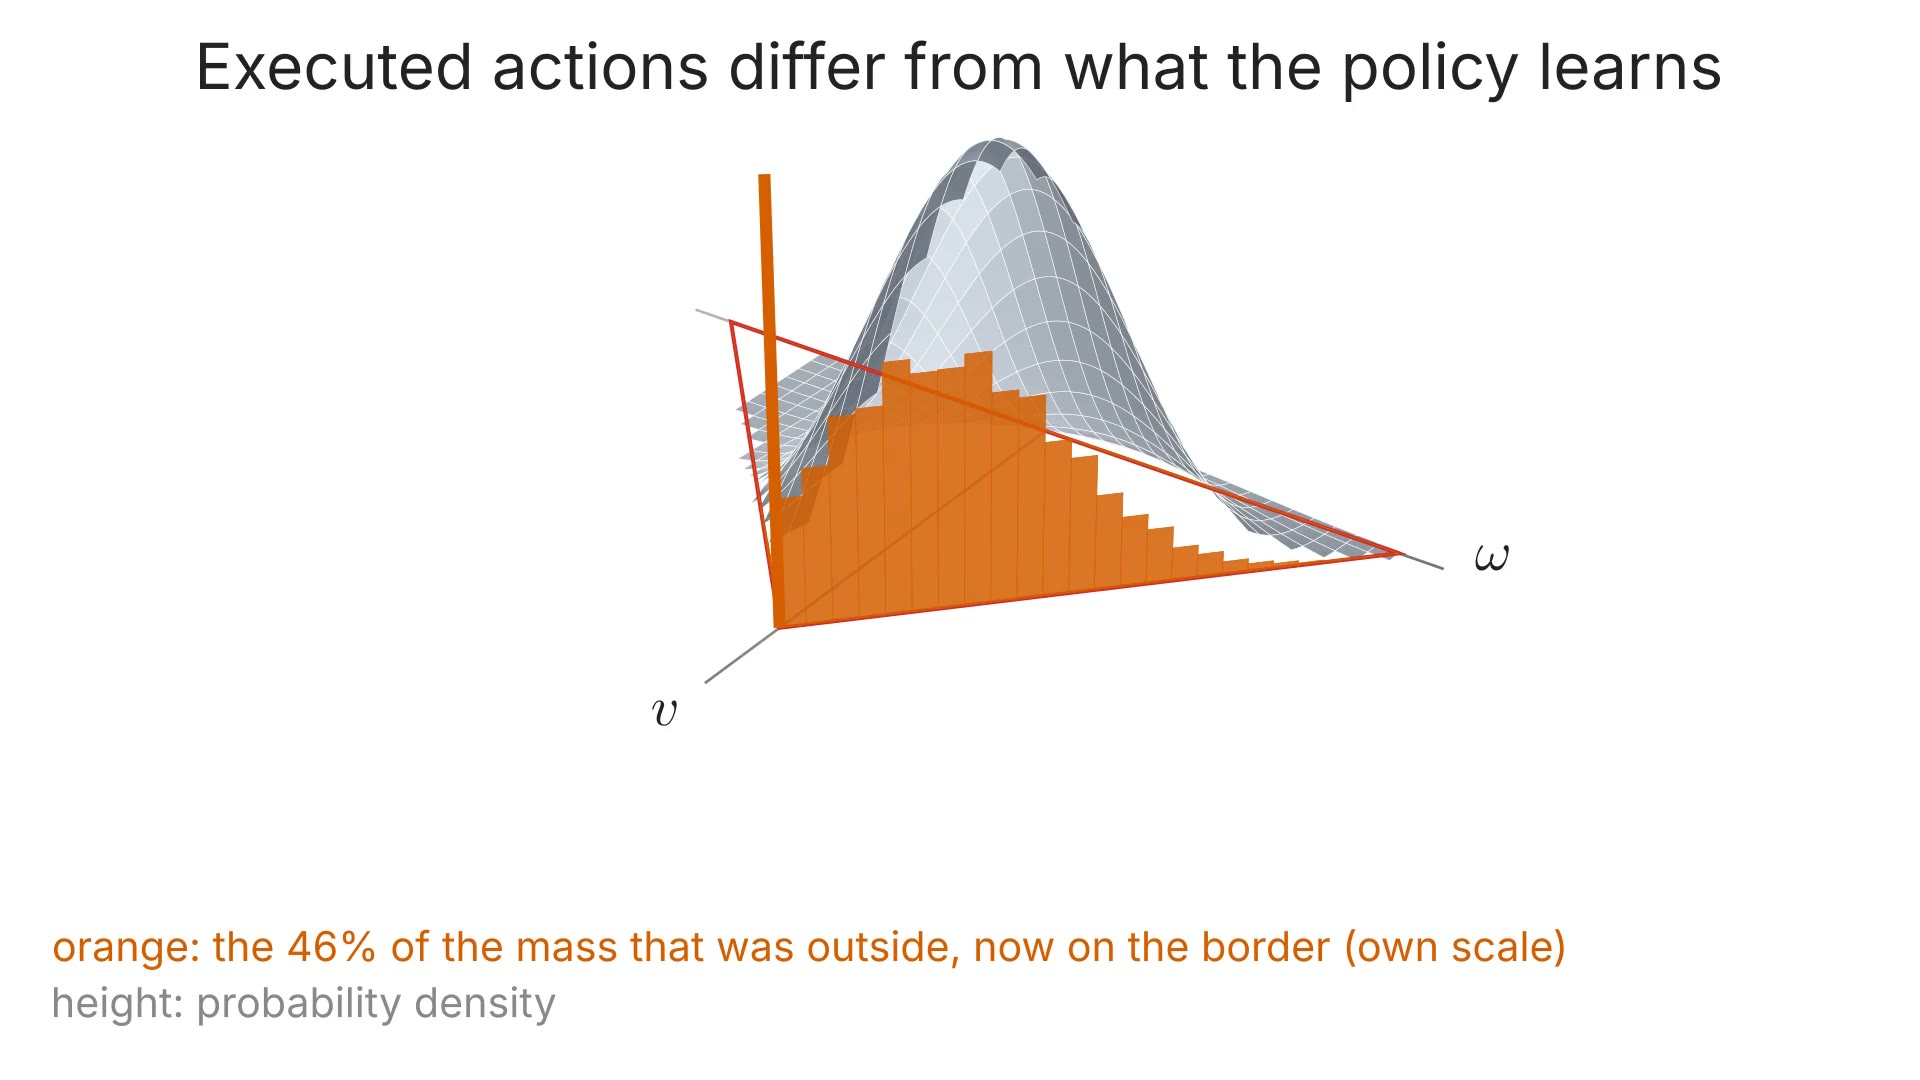 Executed actions differ from what the policy learns
ω
v
orange: the 46% of the mass that was outside, now on the border (own scale)
height: probability density